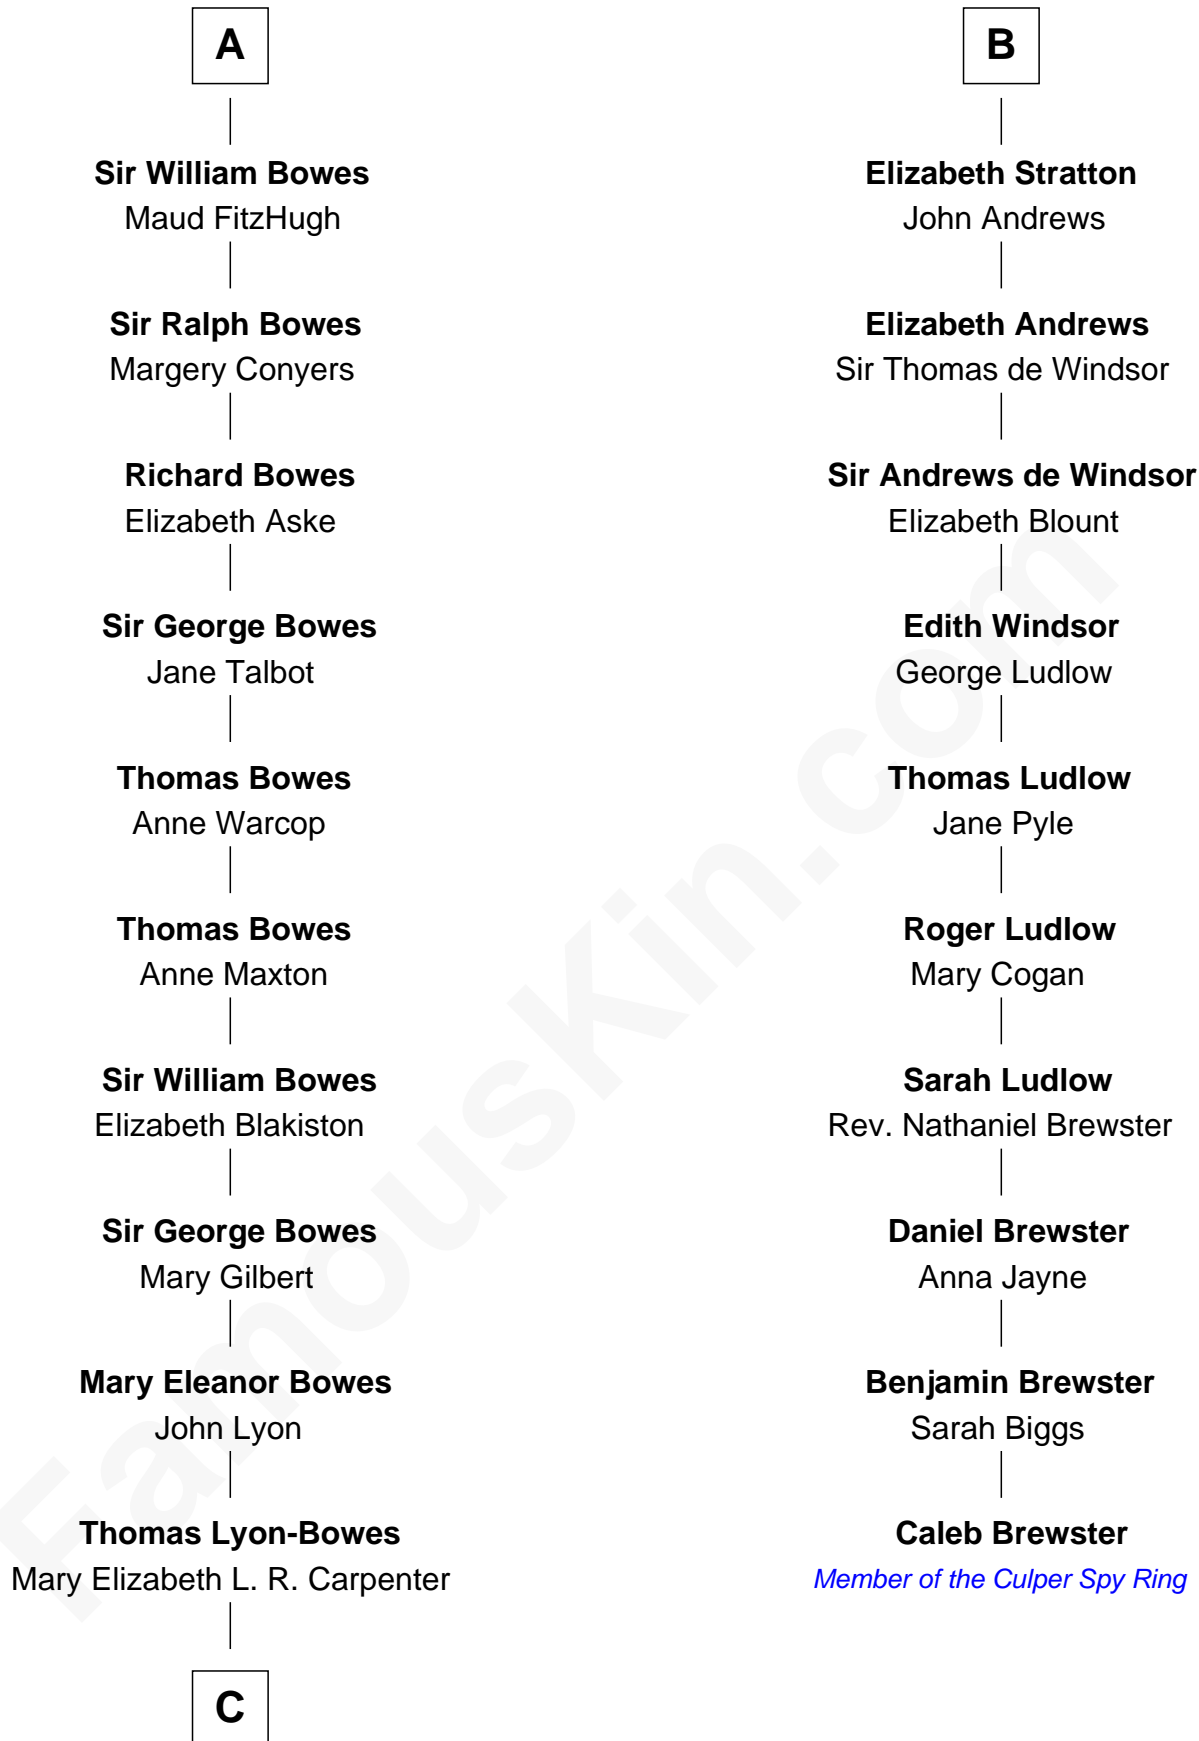 A
Sir William Bowes
Maud FitzHugh
Sir Ralph Bowes
Margery Conyers
Richard Bowes
Elizabeth Aske
Sir George Bowes
Jane Talbot
Thomas Bowes
Anne Warcop
Thomas Bowes
Anne Maxton
Sir William Bowes
Elizabeth Blakiston
Sir George Bowes
Mary Gilbert
Mary Eleanor Bowes
John Lyon
Thomas Lyon-Bowes
Mary Elizabeth L. R. Carpenter
C
B
Elizabeth Stratton
John Andrews
Elizabeth Andrews
Sir Thomas de Windsor
Sir Andrews de Windsor
Elizabeth Blount
Edith Windsor
George Ludlow
Thomas Ludlow
Jane Pyle
Roger Ludlow
Mary Cogan
Sarah Ludlow
Rev. Nathaniel Brewster
Daniel Brewster
Anna Jayne
Benjamin Brewster
Sarah Biggs
Caleb Brewster
Member of the Culper Spy Ring
FamousKin.com